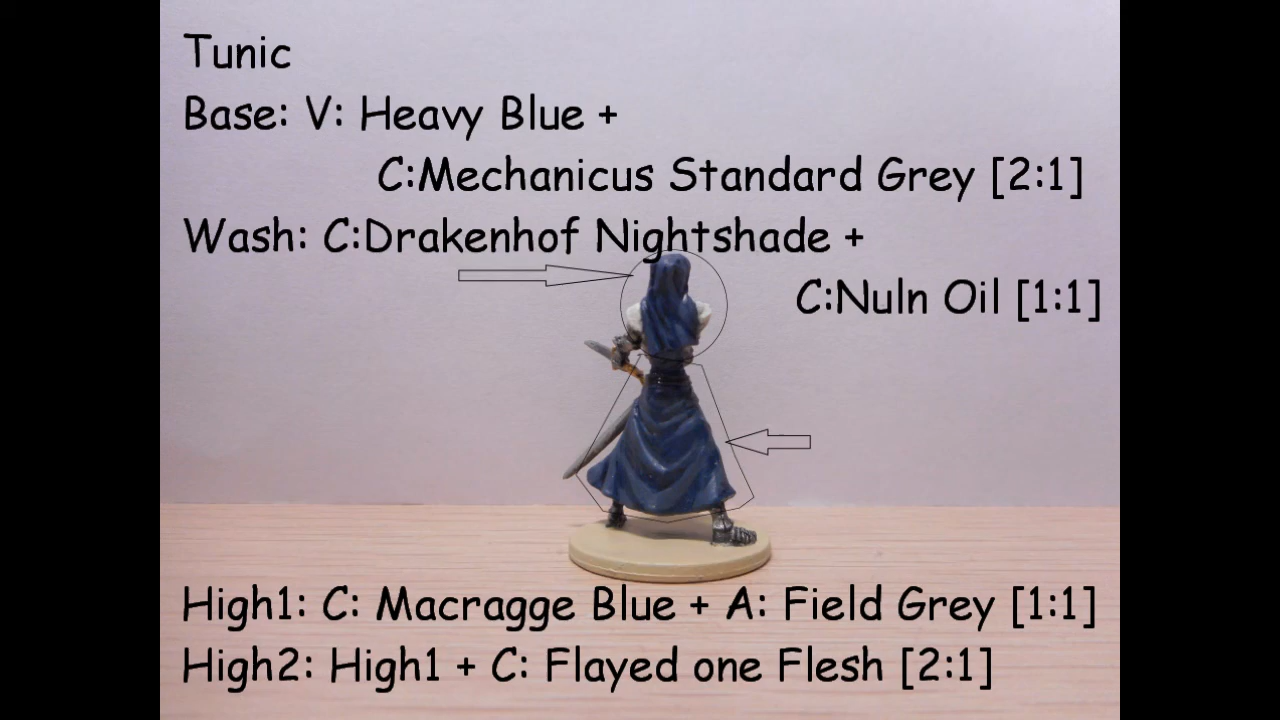 Tunic
Base: V: Heavy Blue +
C:Mechanicus Standard Grey [2:1]
Wash: C:Drakenhof Nightshade +
C:Nuln Oil [1:1]
High1: C: Macragge Blue + A: Field Grey [1:1]
High2: High1 + C: Flayed one Flesh [2:1]